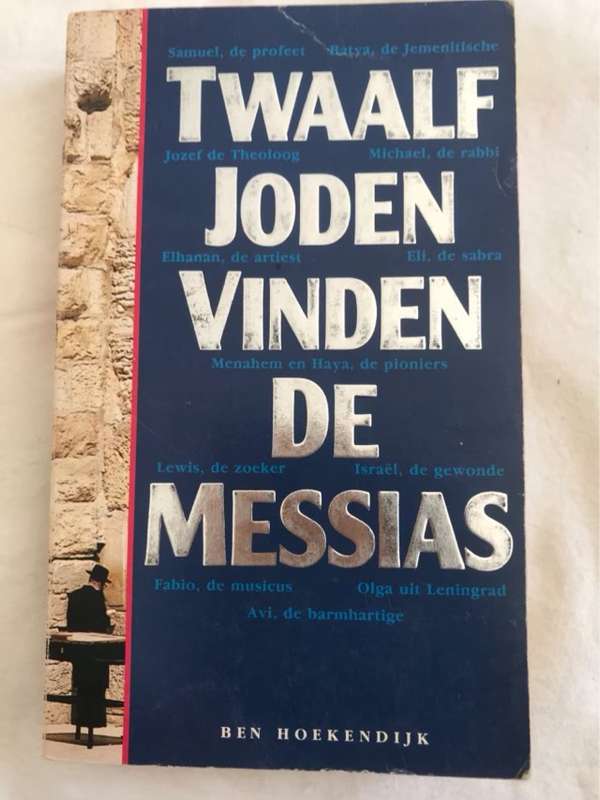 Samuel, de profeet Batya, de Jemenitische
TWAALF
Jozef de Theoloog Michael, de rabbi
JODEN
Elhanan, de artiest Eli, de sabra
VINDEN
Menahem en Haya, de pioniers
DE
Lewis, de zoeker Israël, de gewonde
MESSIAS
Fabio, de musicus Olga uit Leningrad
Avi, de barmhartige
BEN HOEKENDIJK